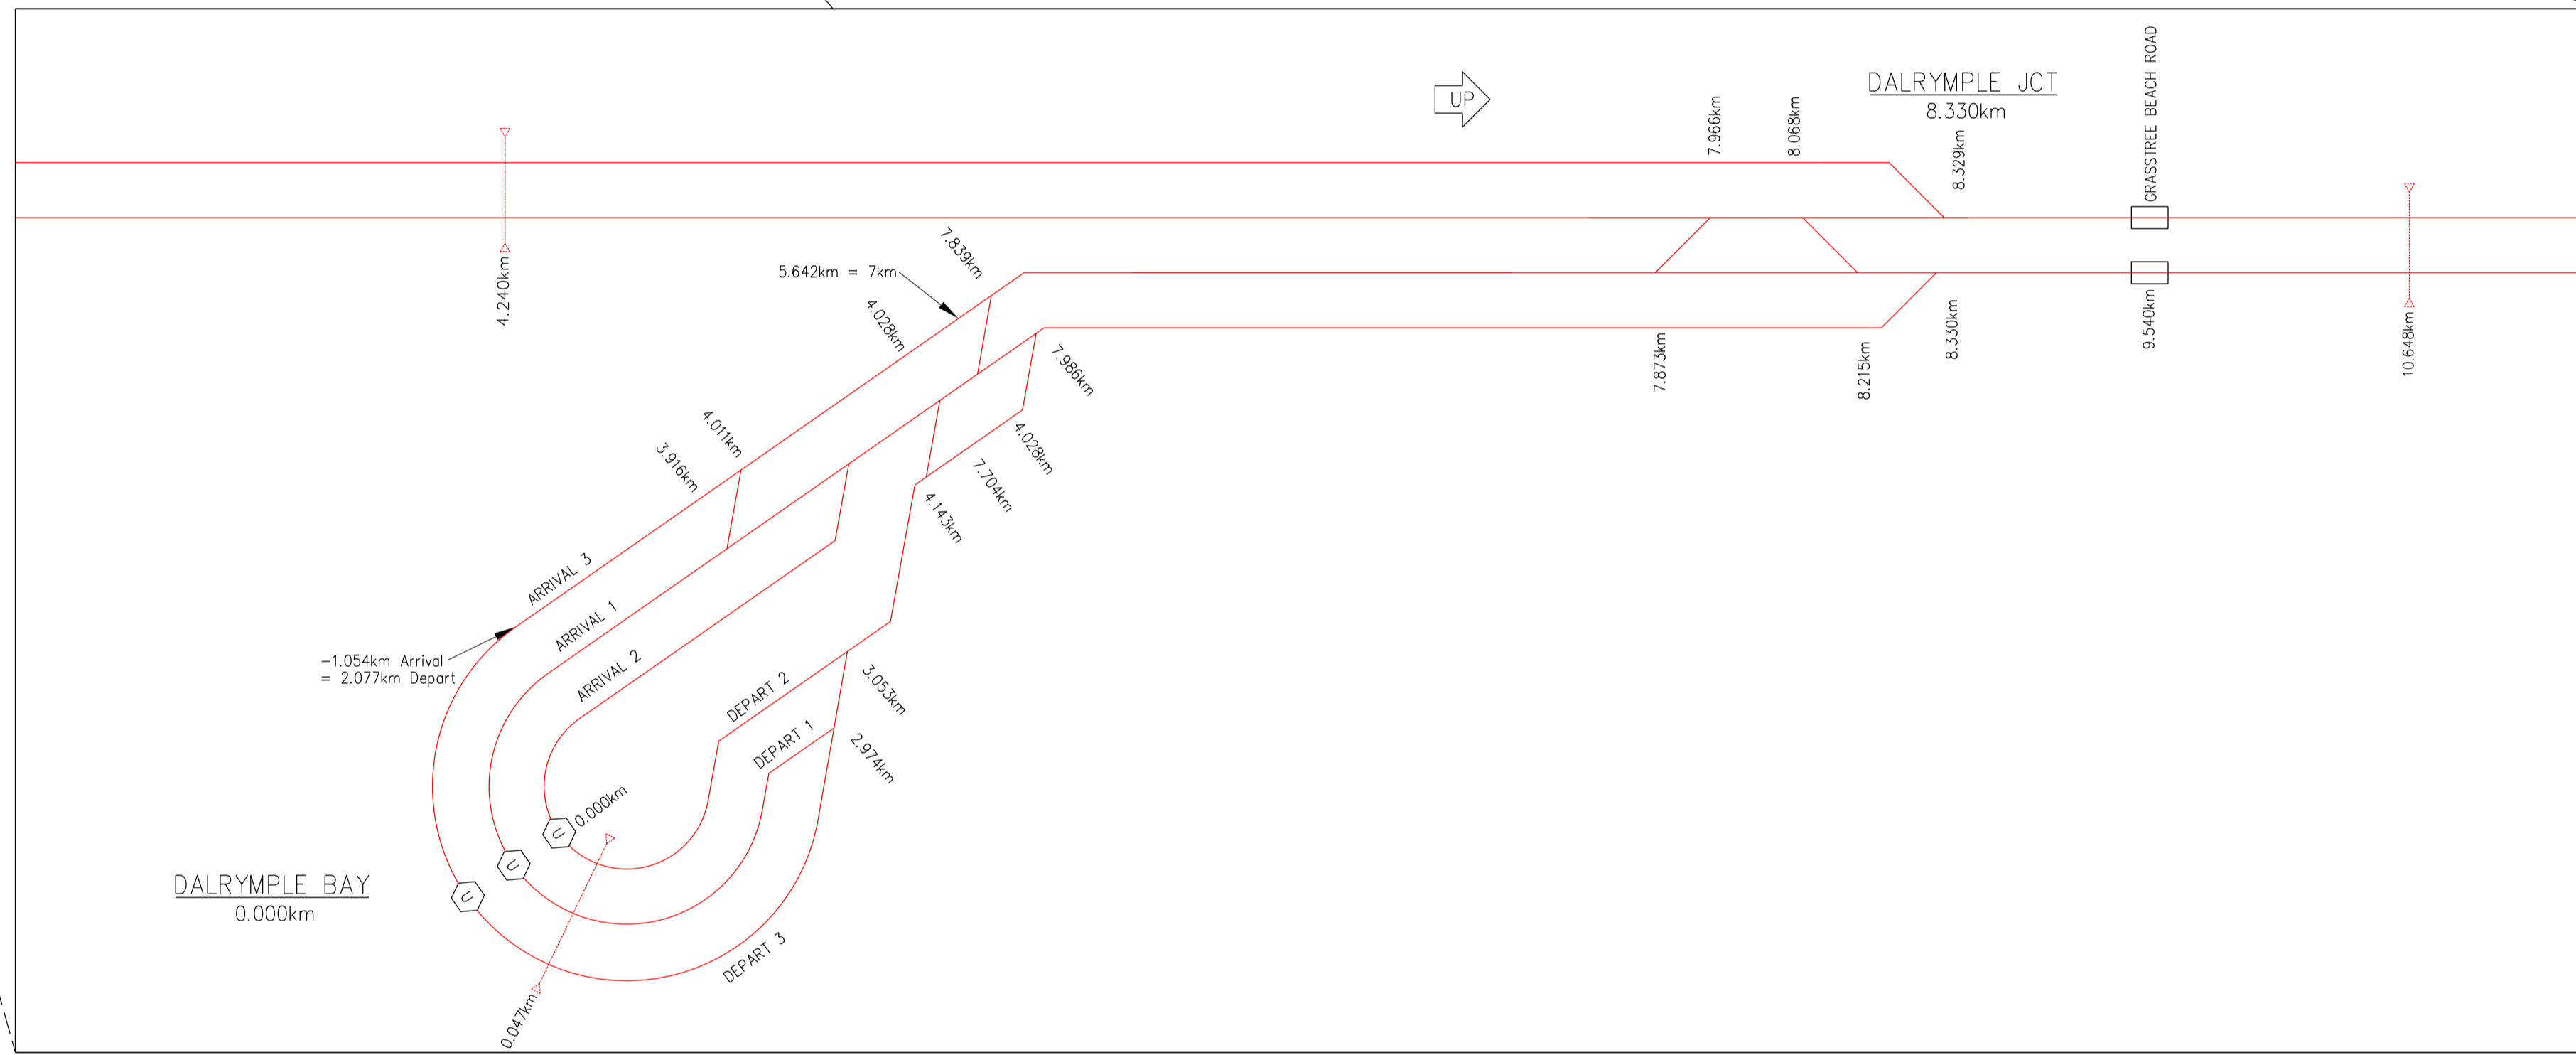 GRASSTREE BEACH ROAD
DALRYMPLE JCT
8.330km
UP
7.966km
8.068km
8.329km
4.240km
5.642km = 7km
7.839km
4.028km
7.986km
7.873km
8.215km
8.330km
9.540km
10.648km
4.011km
3.916km
4.028km
7.704km
4.143km
ARRIVAL 3
ARRIVAL 1
ARRIVAL 2
-1.054km Arrival
= 2.077km Depart
DEPART 2
DEPART 1
3.053km
2.974km
0.000km
U
U
U
DALRYMPLE BAY
0.000km
DEPART 3
0.047km